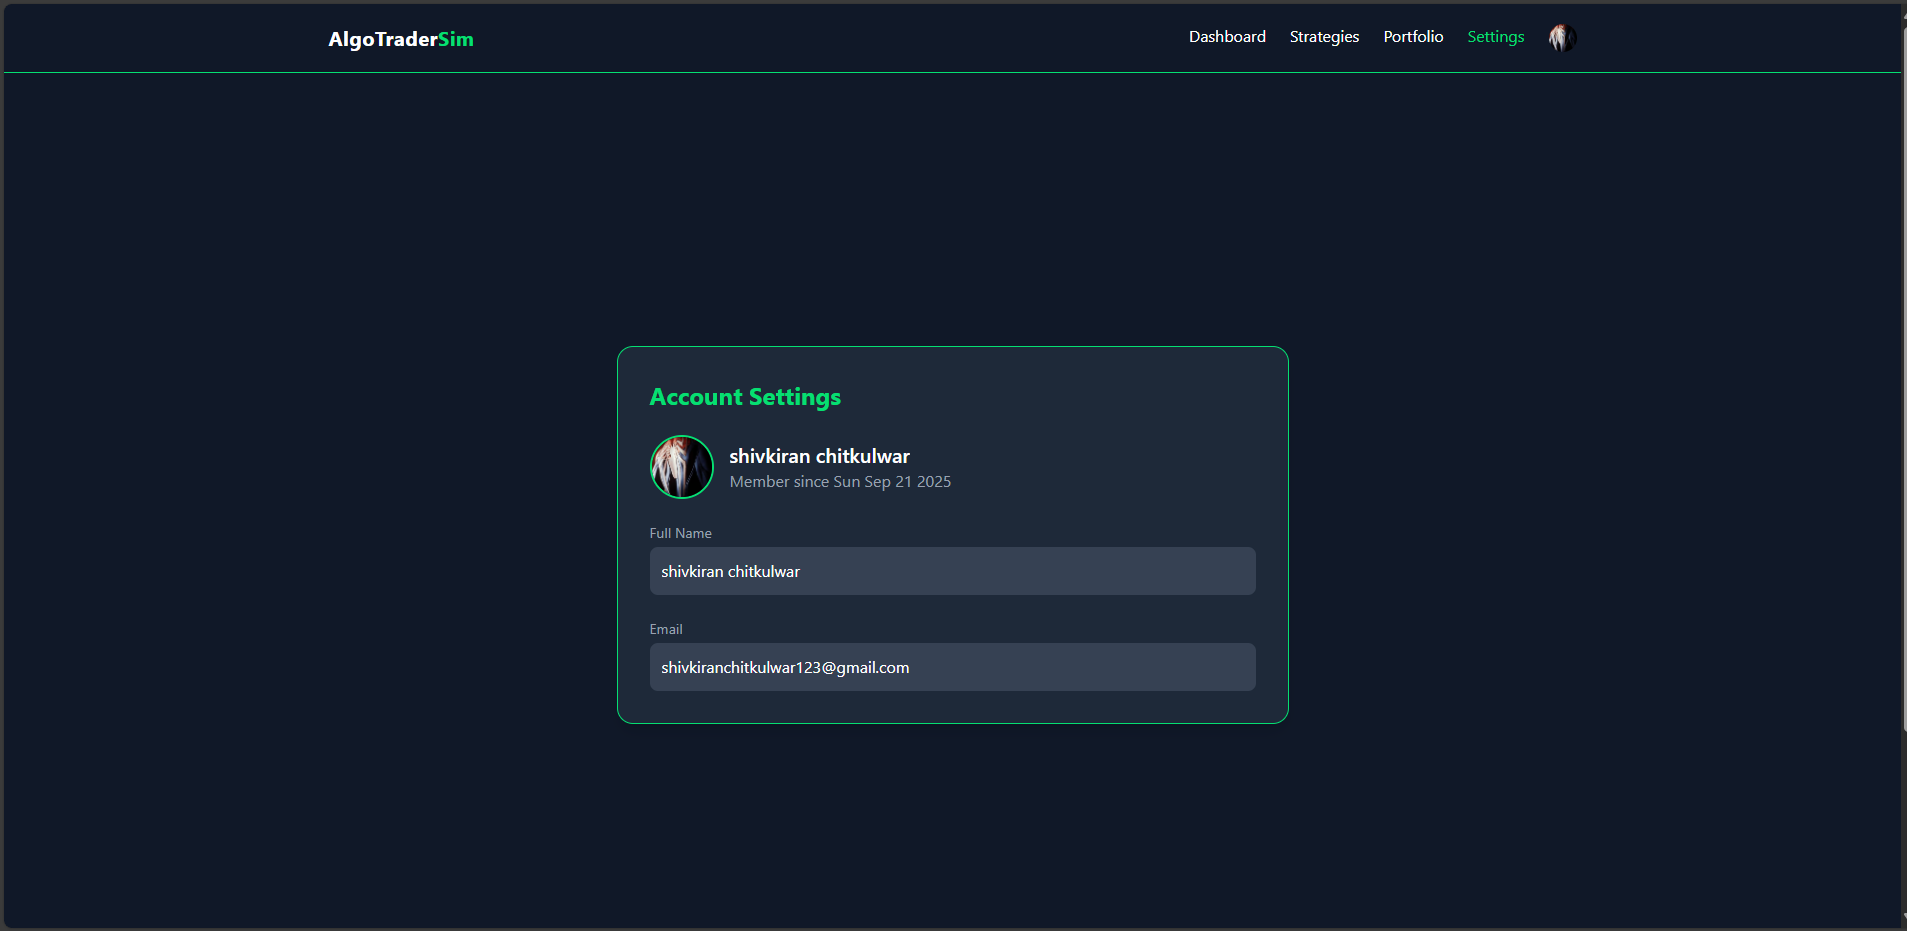 AlgoTraderSim
Dashboard Strategies Portfolio Settings
Account Settings
shivkiran chitkulwar
Member since Sun Sep 21 2025
Full Name
shivkiran chitkulwar
Email
shivkiranchitkulwar123@gmail.com